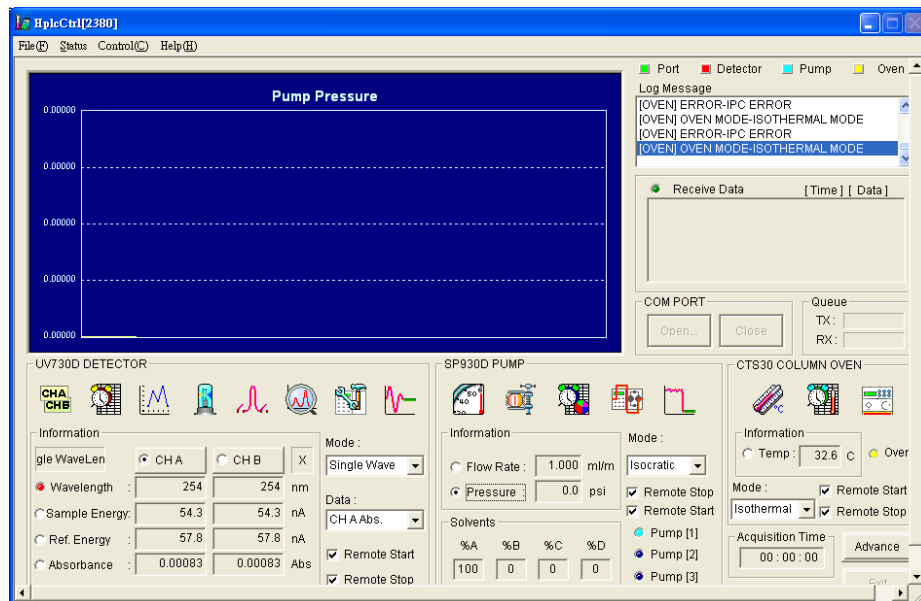 HplcCtrl[2380]
File(F) Status Control(C) Help(H)
Port Detector Pump Oven
Pump Pressure
0.00000
0.00000
0.00000
0.00000
0.00000
Log Message
[OVEN] ERROR-IPC ERROR
[OVEN] OVEN MODE-ISOTHERMAL MODE
[OVEN] ERROR-IPC ERROR
[OVEN] OVEN MODE-ISOTHERMAL MODE
Receive Data [Time] [ Data]
COM PORT
Open... Close
Queue
TX :
RX :
UV730D DETECTOR
CHA
CHB
Information
gle WaveLen CH A CH B X
Wavelength : 254 254 nm
Sample Energy: 54.3 54.3 nA
Ref. Energy : 57.8 57.8 nA
Absorbance : 0.00083 0.00083 Abs
Mode :
Single Wave
Data :
CH A Abs.
Remote Start
Remote Stop
SP930D PUMP
50
40
Information
Flow Rate : 1.000 ml/m
Pressure : 0.0 psi
Solvents
%A %B %C %D
100 0 0 0
Mode :
Isocratic
Remote Stop
Remote Start
Pump [1]
Pump [2]
Pump [3]
CTS30 COLUMN OVEN
°C
Information
Temp : 32.6 C Over
Mode :
Isothermal
Remote Start
Remote Stop
Acquisition Time
00 : 00 : 00
Advance
Exit